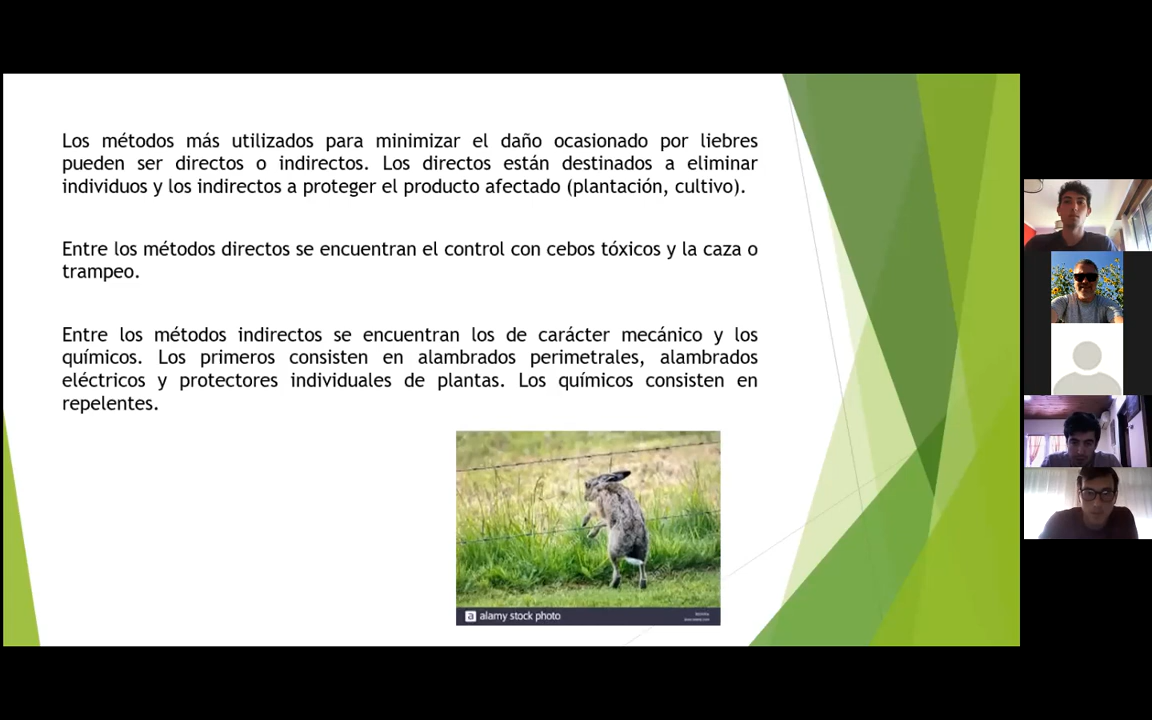 Los métodos más utilizados para minimizar el daño ocasionado por liebres
pueden ser directos o indirectos. Los directos están destinados a eliminar
individuos y los indirectos a proteger el producto afectado (plantación, cultivo).
Entre los métodos directos se encuentran el control con cebos tóxicos y la caza o
trampeo.
Entre los métodos indirectos se encuentran los de carácter mecánico y los
químicos. Los primeros consisten en alambrados perimetrales, alambrados
eléctricos y protectores individuales de plantas. Los químicos consisten en
repelentes.
a alamy stock photo